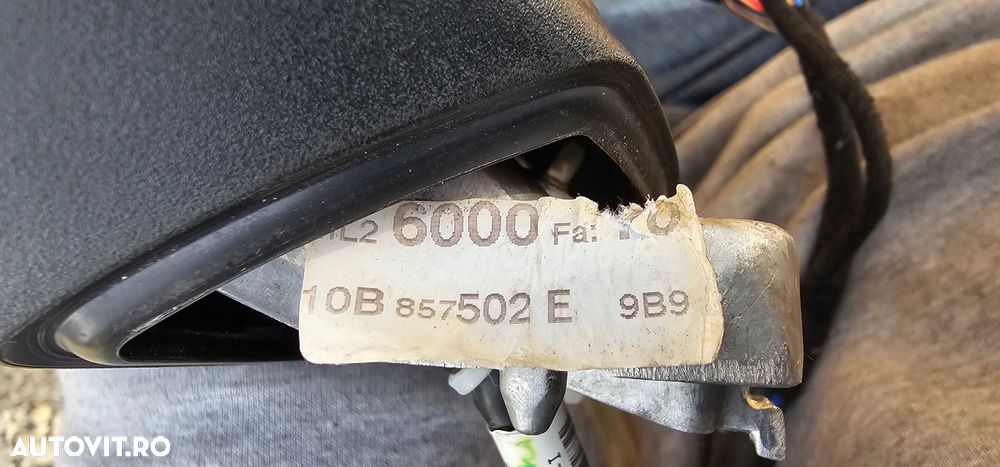 L2 6000 Fa:
10B 857502 E 9B9
AUTOVIT.RO